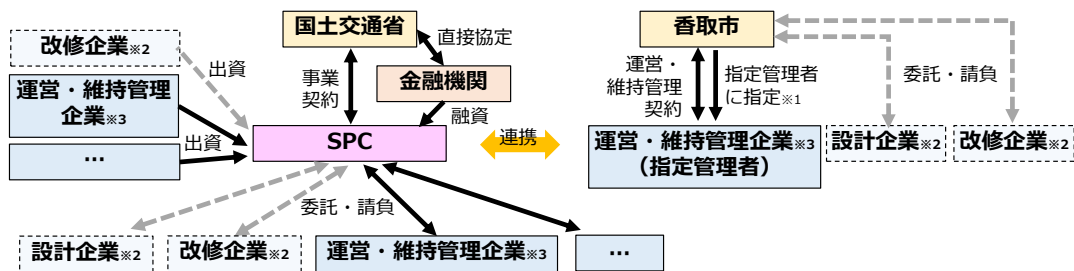 国土交通省
香取市
改修企業※2
出資
直接協定
運営・維持管理
企業※3
事業
契約
金融機関
運営・
維持管理
契約
指定管理者
に指定※1
委託・請負
融資
…
出資
SPC
連携
運営・維持管理企業※3
（指定管理者）
設計企業※2
改修企業※2
委託・請負
設計企業※2
改修企業※2
運営・維持管理企業※3
…